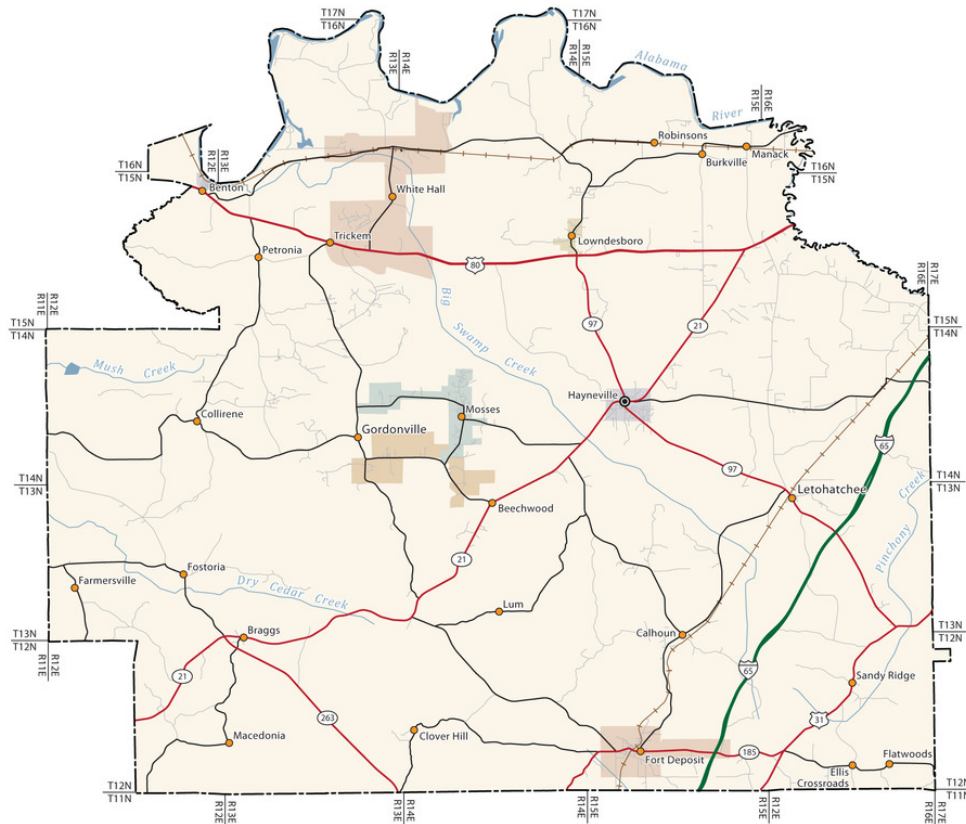 T17N
T16N
T17N
T16N
R13E
R14E
R14E
R15E
Alabama
River
R15E
R16E
T16N
T15N
R12E
R13E
Benton
Robinsons
Burkville
Manack
T16N
T15N
White Hall
Trickem
Petronia
Lowndesboro
80
Big
Swamp
Creek
R11E
R12E
R16E
R17E
T15N
T14N
97
21
T15N
T14N
Mush Creek
Hayneville
Collirene
Mosses
Gordonville
65
97
T14N
T13N
Letohatchee
T14N
T13N
Beechwood
Pinchony
Creek
21
Fostoria
Farmersville
Dry Cedar Creek
Lum
Calhoun
T13N
T12N
R11E
R12E
Braggs
T13N
T12N
21
65
Sandy Ridge
263
31
Macedonia
Clover Hill
Fort Deposit
185
Flatwoods
Ellis
Crossroads
T12N
T11N
R12E
R13E
R13E
R14E
R14E
R15E
R15E
R12E
R16E
R17E
T12N
T11N